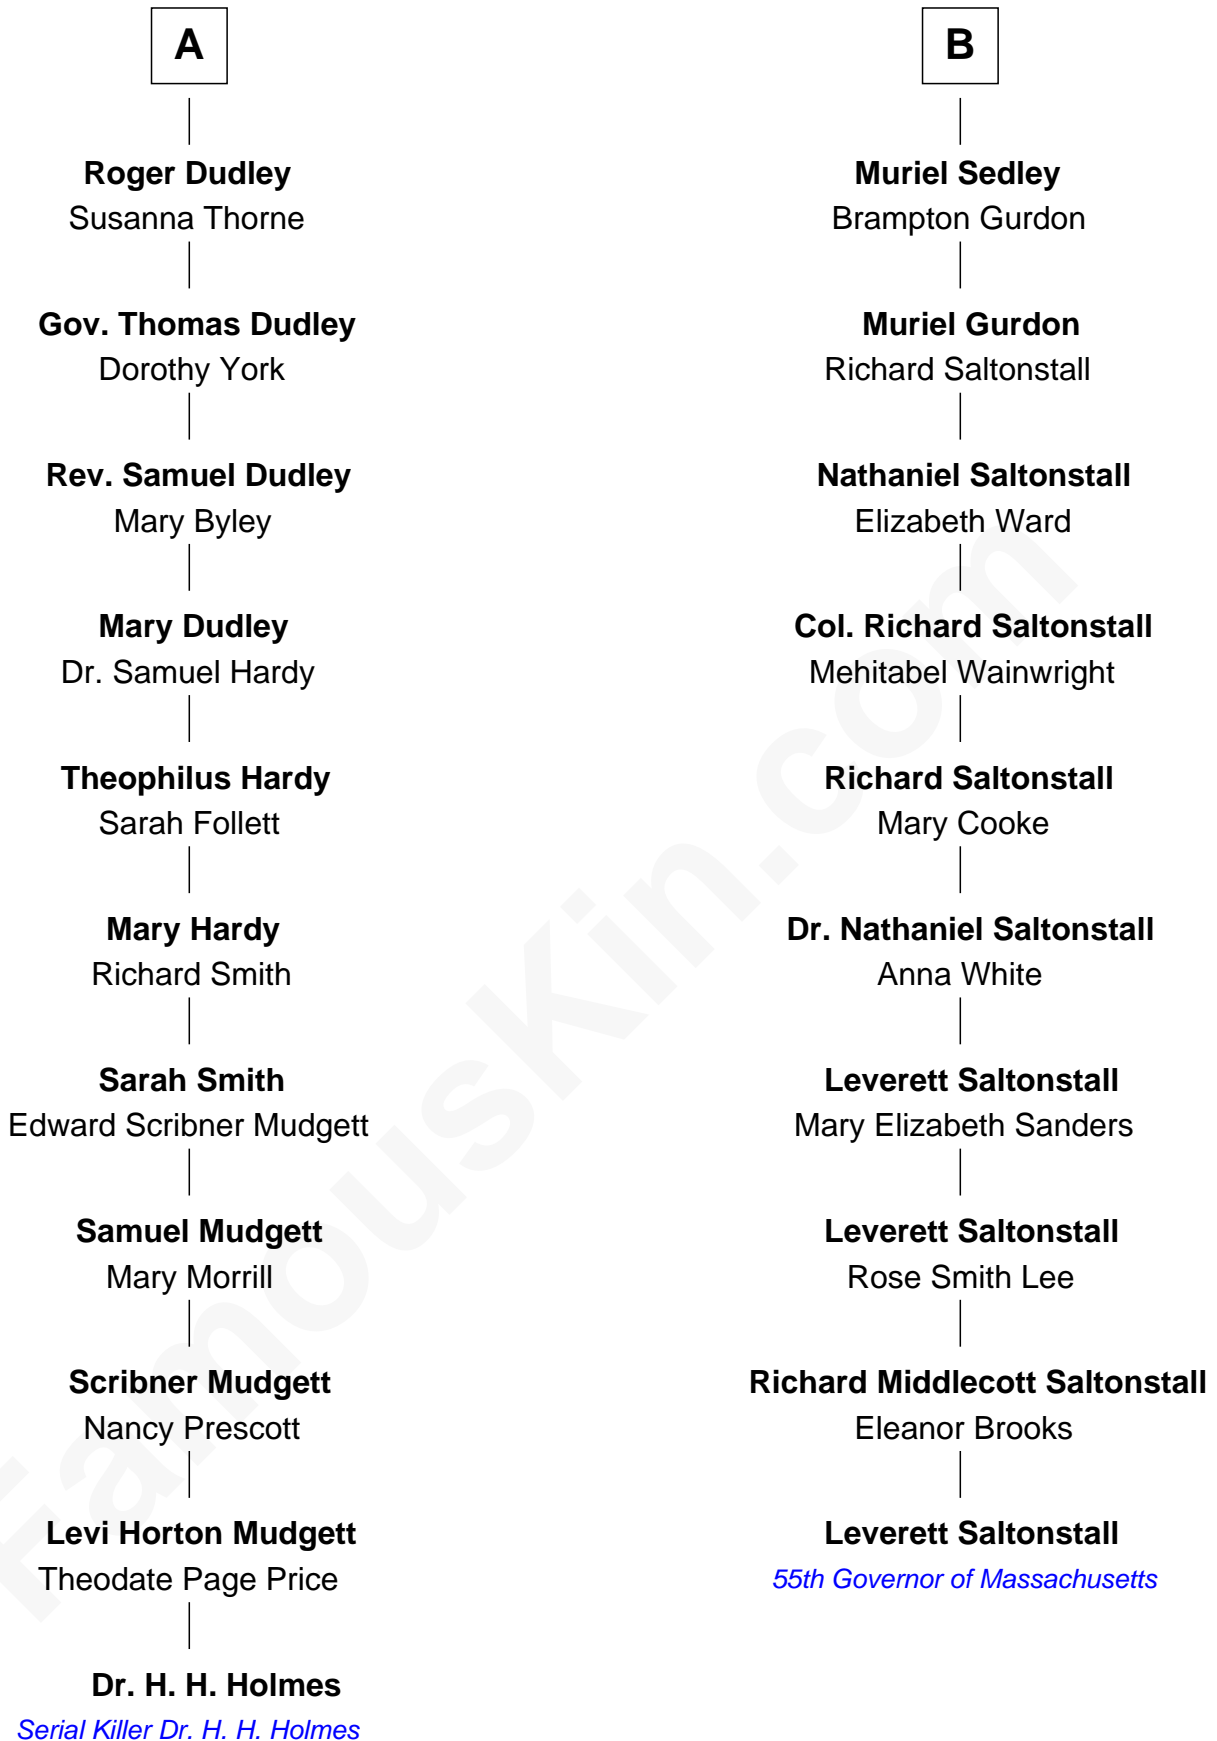 A
Roger Dudley
Susanna Thorne
Gov. Thomas Dudley
Dorothy York
Rev. Samuel Dudley
Mary Byley
Mary Dudley
Dr. Samuel Hardy
Theophilus Hardy
Sarah Follett
Mary Hardy
Richard Smith
Sarah Smith
Edward Scribner Mudgett
Samuel Mudgett
Mary Morrill
Scribner Mudgett
Nancy Prescott
Levi Horton Mudgett
Theodate Page Price
Dr. H. H. Holmes
Serial Killer Dr. H. H. Holmes
B
Muriel Sedley
Brampton Gurdon
Muriel Gurdon
Richard Saltonstall
Nathaniel Saltonstall
Elizabeth Ward
Col. Richard Saltonstall
Mehitabel Wainwright
Richard Saltonstall
Mary Cooke
Dr. Nathaniel Saltonstall
Anna White
Leverett Saltonstall
Mary Elizabeth Sanders
Leverett Saltonstall
Rose Smith Lee
Richard Middlecott Saltonstall
Eleanor Brooks
Leverett Saltonstall
55th Governor of Massachusetts
FamousKin.com